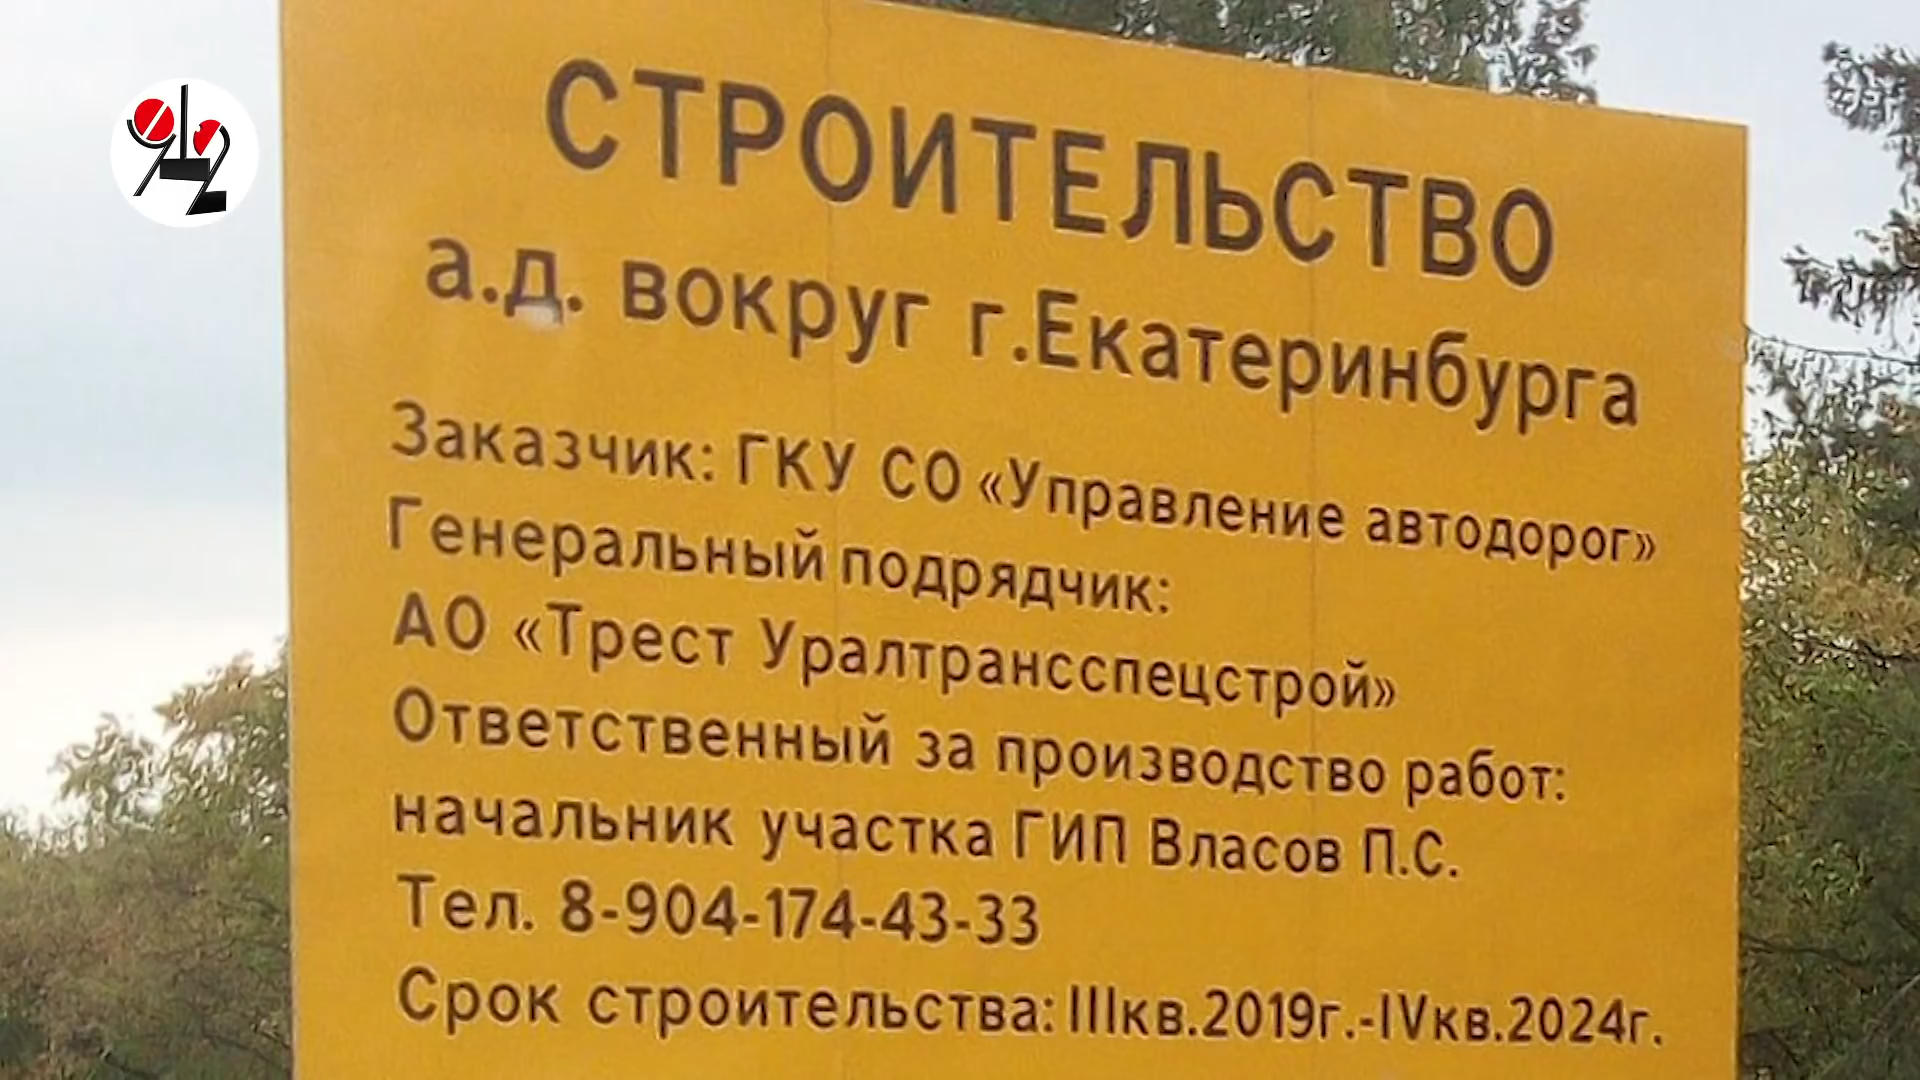 СТРОИТЕЛЬСТВО
а.д. вокруг г.Екатеринбурга
Заказчик: ГКУ СО «Управление автодорог»
Генеральный подрядчик:
АО «Трест Уралтрансспецстрой»
Ответственный за производство работ:
начальник участка ГИП Власов П.С.
Тел. 8-904-174-43-33
Срок строительства: IIIкв.2019г.-IVкв.2024г.